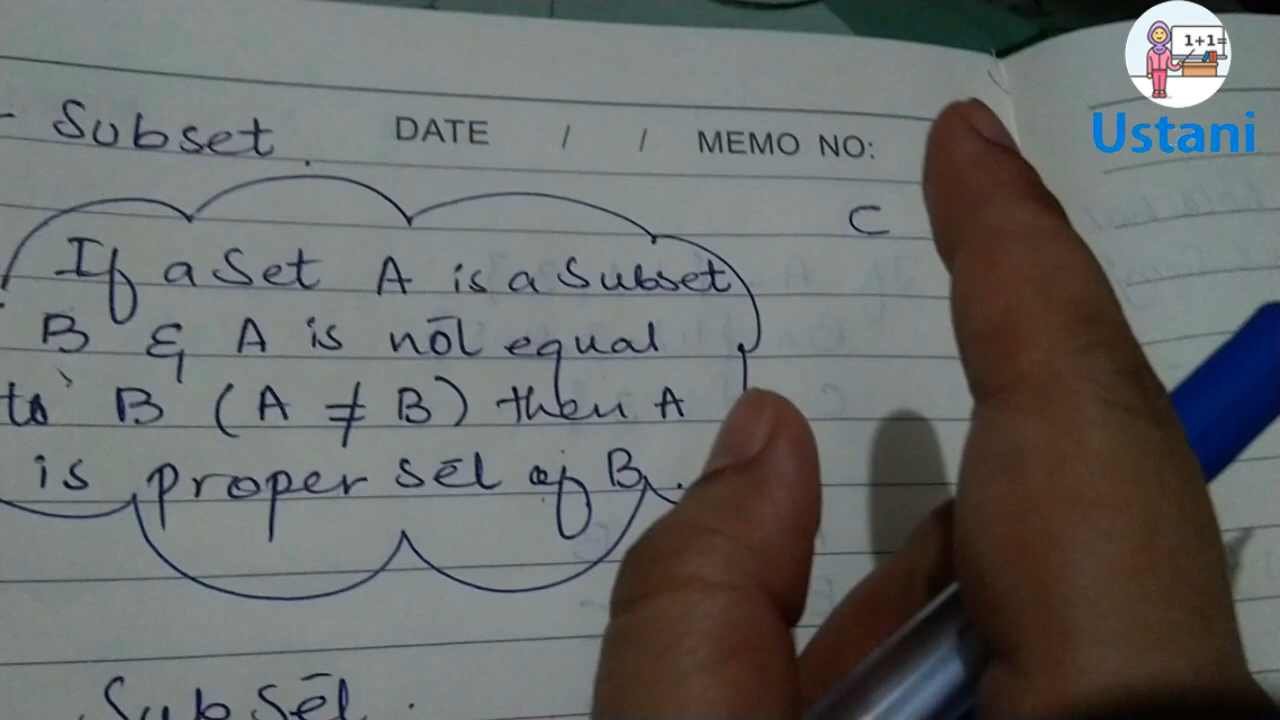 1+1=
Ustani
- Subset.
DATE / / MEMO NO:
C
If a Set A is a Subset
B & A is not equal
to B (A ≠ B) then A
is proper set of B.
Subset.